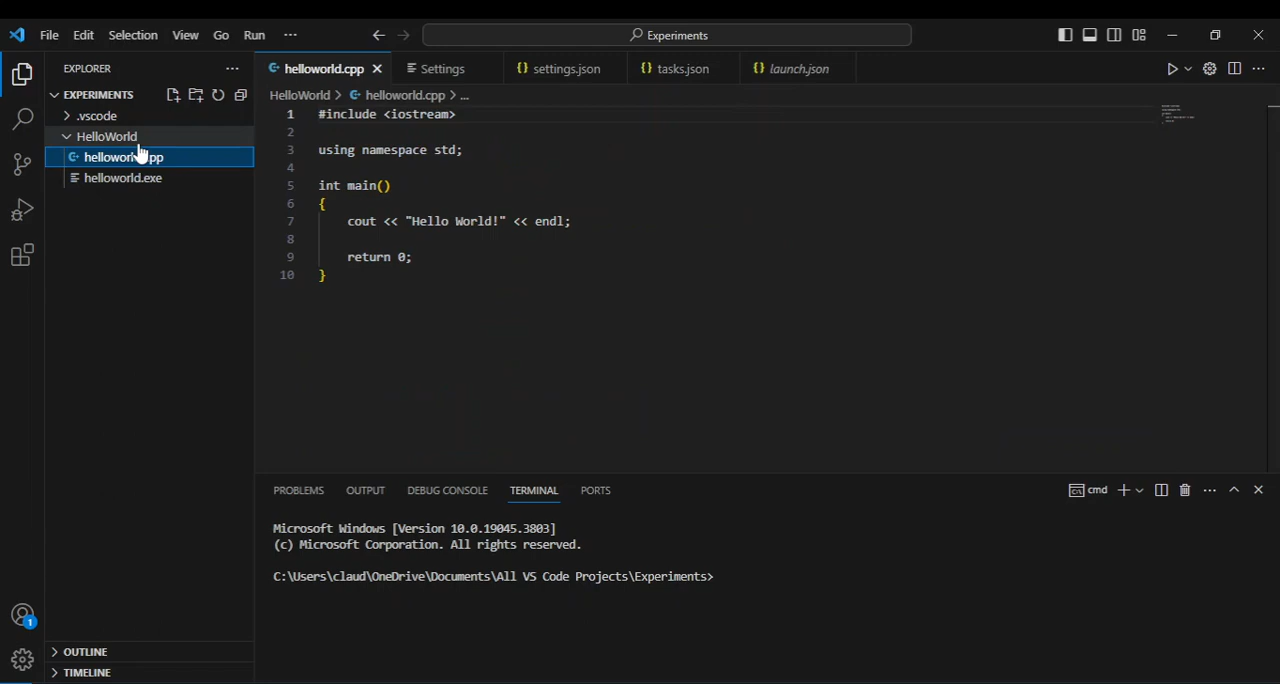 File Edit Selection View Go Run ···
Experiments
EXPLORER ···
EXPERIMENTS
.vscode
HelloWorld
helloworld.exe
helloworld.cpp Settings settings.json tasks.json launch.json
HelloWorld > helloworld.cpp > ...
1 #include <iostream>
2
3 using namespace std;
4
5 int main()
6 {
7 cout << "Hello World!" << endl;
8
9 return 0;
10 }
PROBLEMS OUTPUT DEBUG CONSOLE TERMINAL PORTS
cmd
Microsoft Windows [Version 10.0.19045.3803]
(c) Microsoft Corporation. All rights reserved.
C:\Users\claud\OneDrive\Documents\All VS Code Projects\Experiments>
1
OUTLINE
TIMELINE